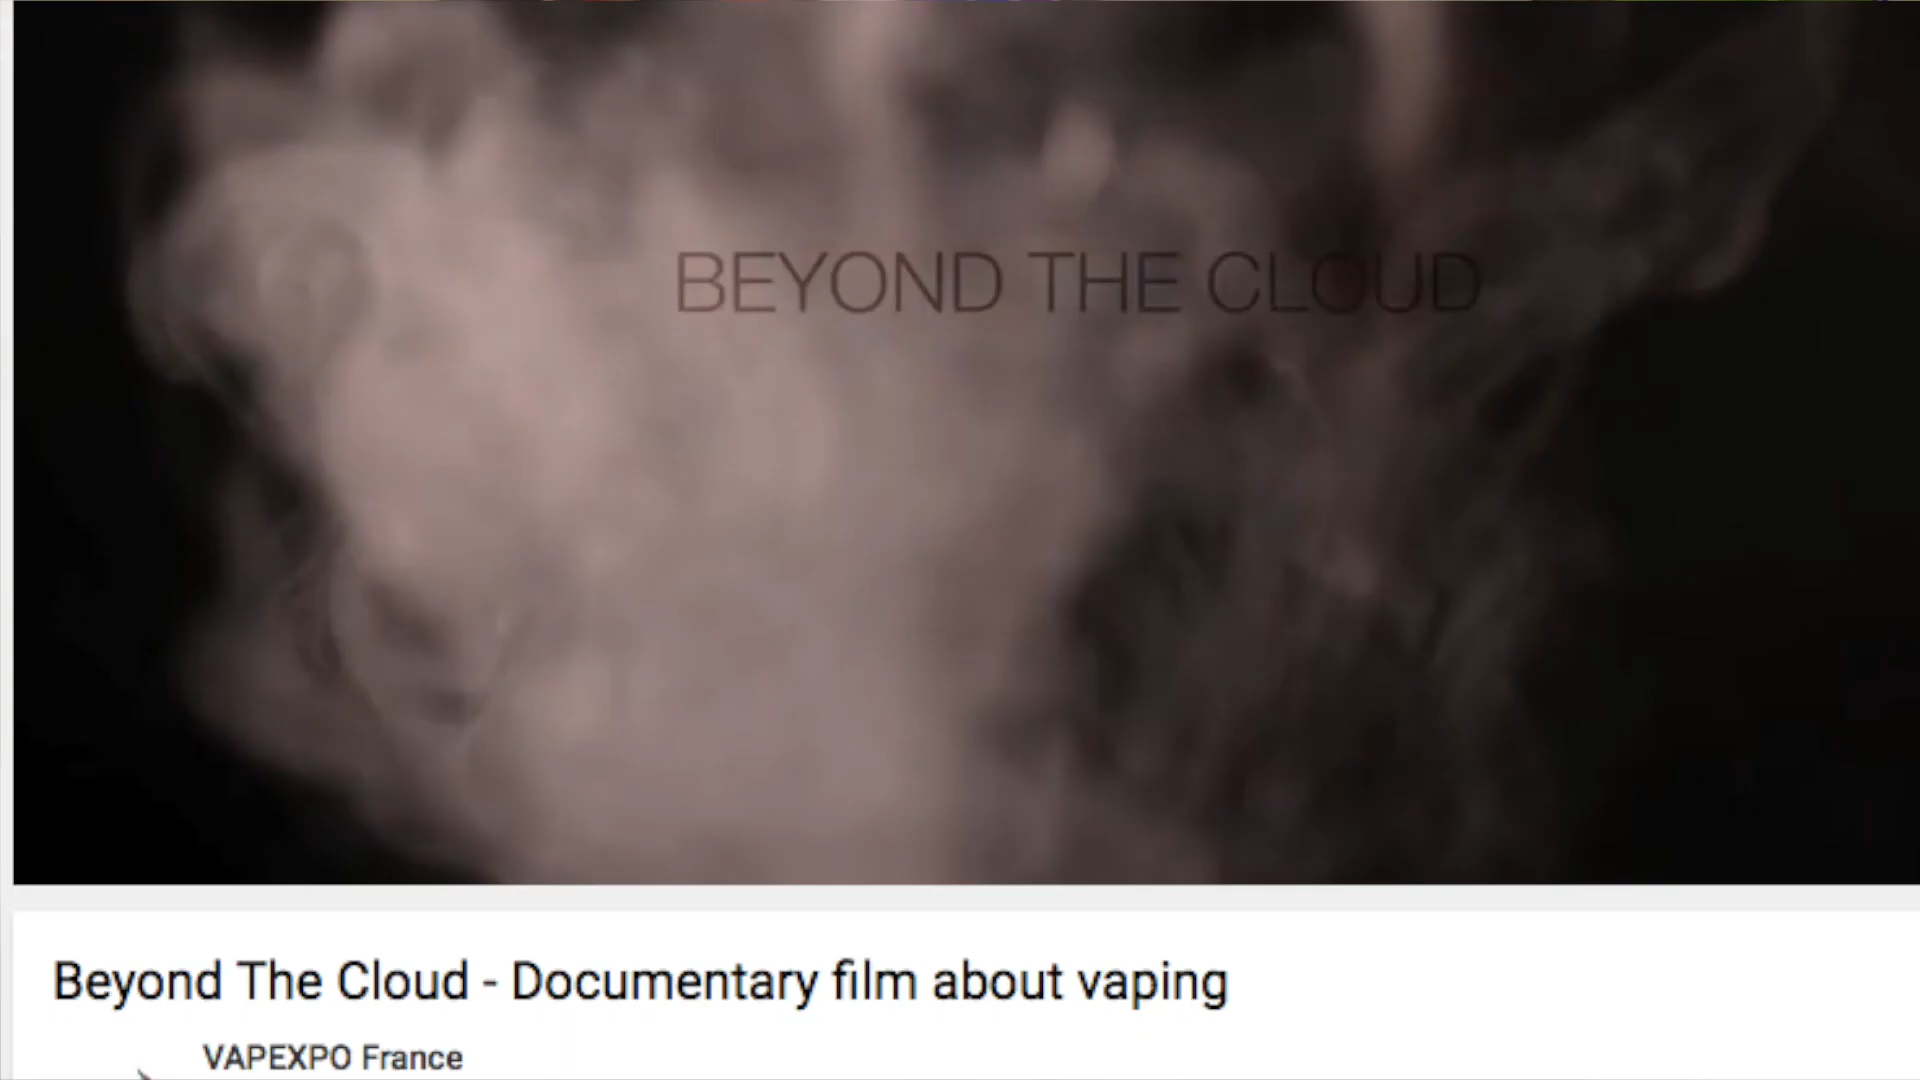 BEYOND THE CLOUD
Beyond The Cloud - Documentary film about vaping
VAPEXPO France